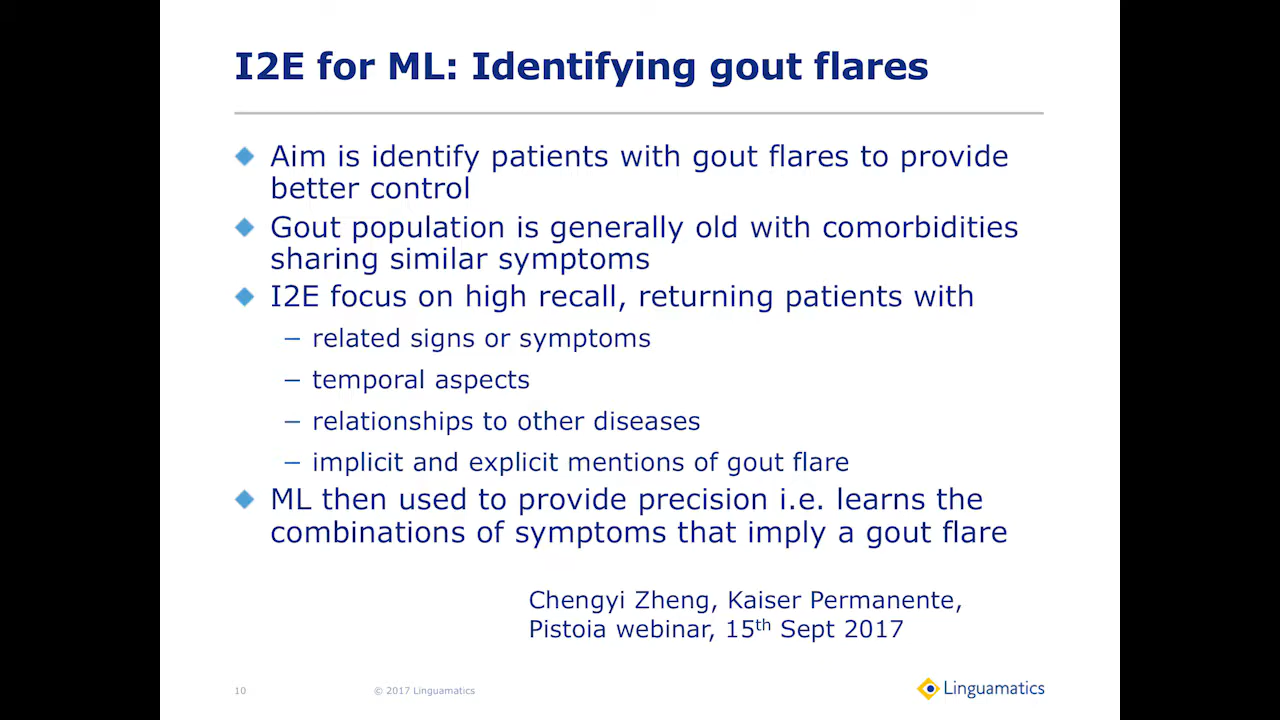 I2E for ML: Identifying gout flares
Aim is identify patients with gout flares to provide
better control
Gout population is generally old with comorbidities
sharing similar symptoms
I2E focus on high recall, returning patients with
– related signs or symptoms
– temporal aspects
– relationships to other diseases
– implicit and explicit mentions of gout flare
ML then used to provide precision i.e. learns the
combinations of symptoms that imply a gout flare
Chengyi Zheng, Kaiser Permanente,
Pistoia webinar, 15th Sept 2017
10
© 2017 Linguamatics
Linguamatics